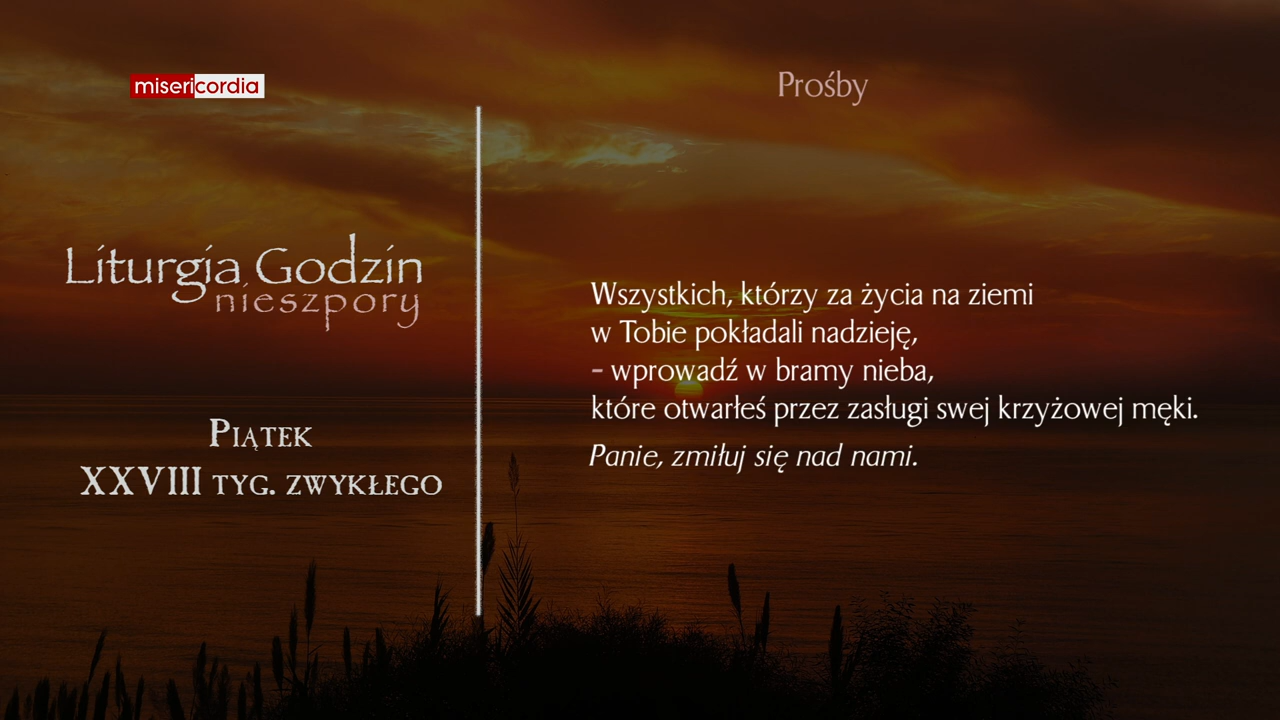 misericordia
Liturgia Godzin
nieszpory
Piątek
XXVIII tyg. zwykłego
Prośby
Wszystkich, którzy za życia na ziemi
w Tobie pokładali nadzieję,
– wprowadź w bramy nieba,
które otwarłeś przez zasługi swej krzyżowej męki.
Panie, zmiłuj się nad nami.